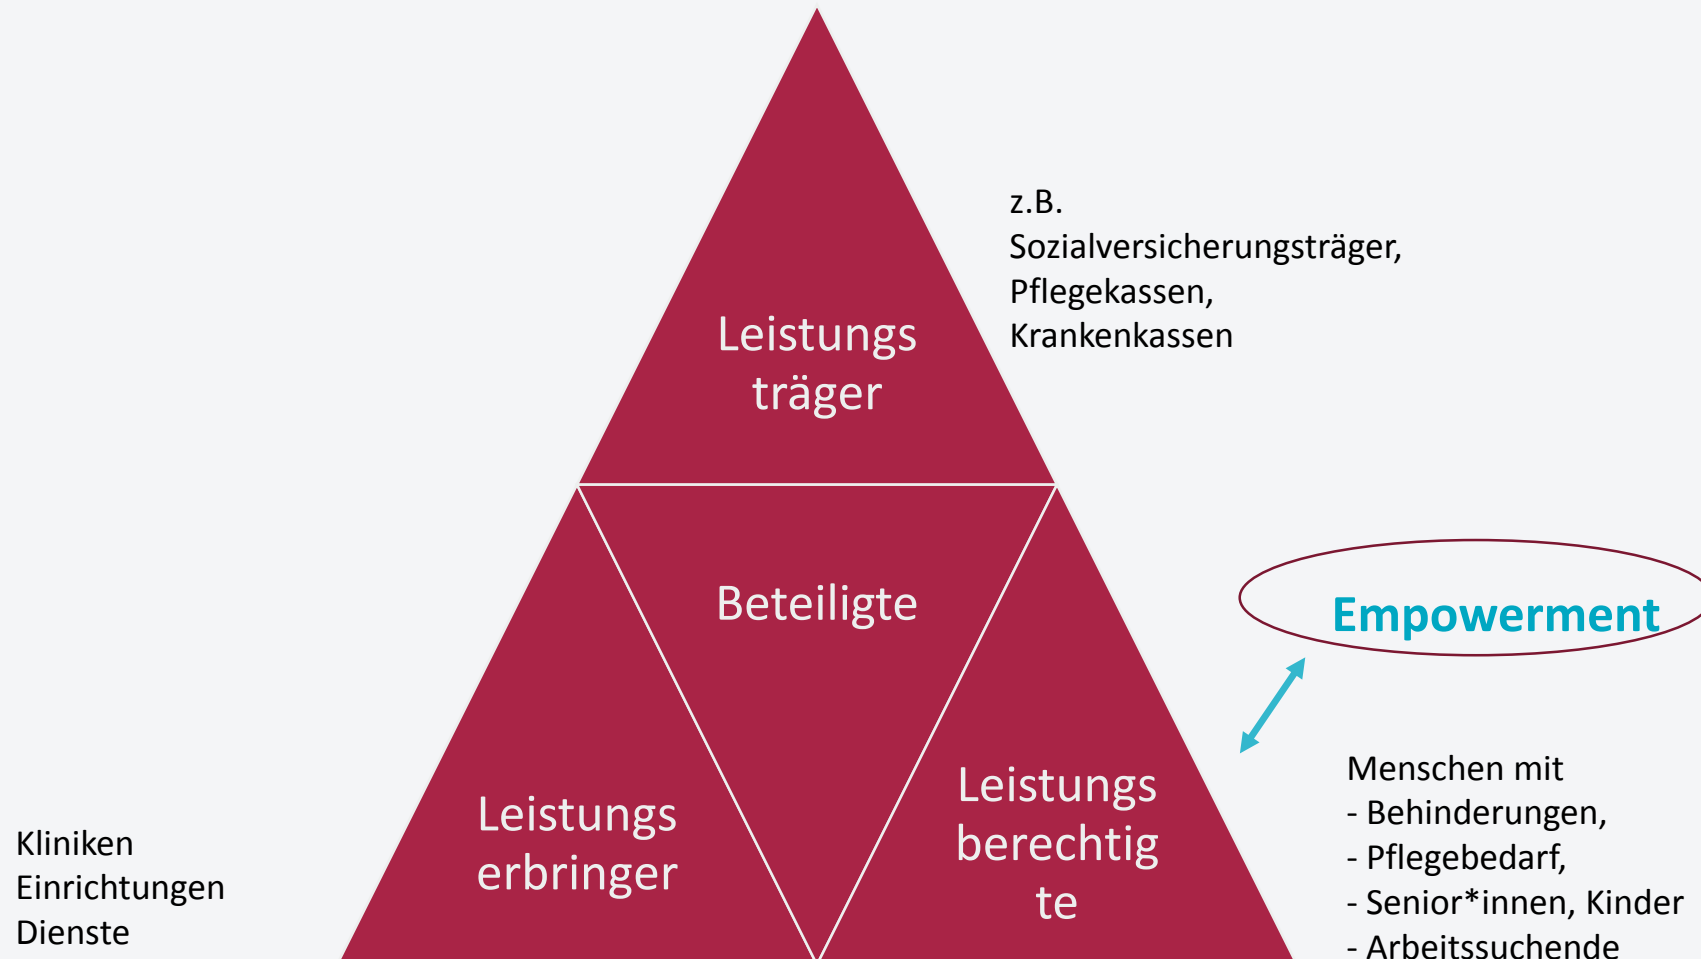 z.B.
Sozialversicherungsträger,
Pflegekassen,
Krankenkassen
Leistungs
träger
Beteiligte
Empowerment
Leistungs
erbringer
Leistungs
berechtig
te
Kliniken
Einrichtungen
Dienste
Menschen mit
- Behinderungen,
- Pflegebedarf,
- Senior*innen, Kinder
- Arbeitssuchende